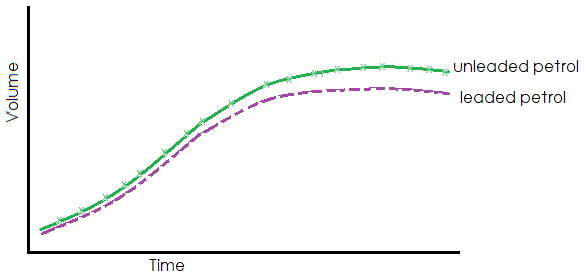 Volume
unleaded petrol
leaded petrol
Time